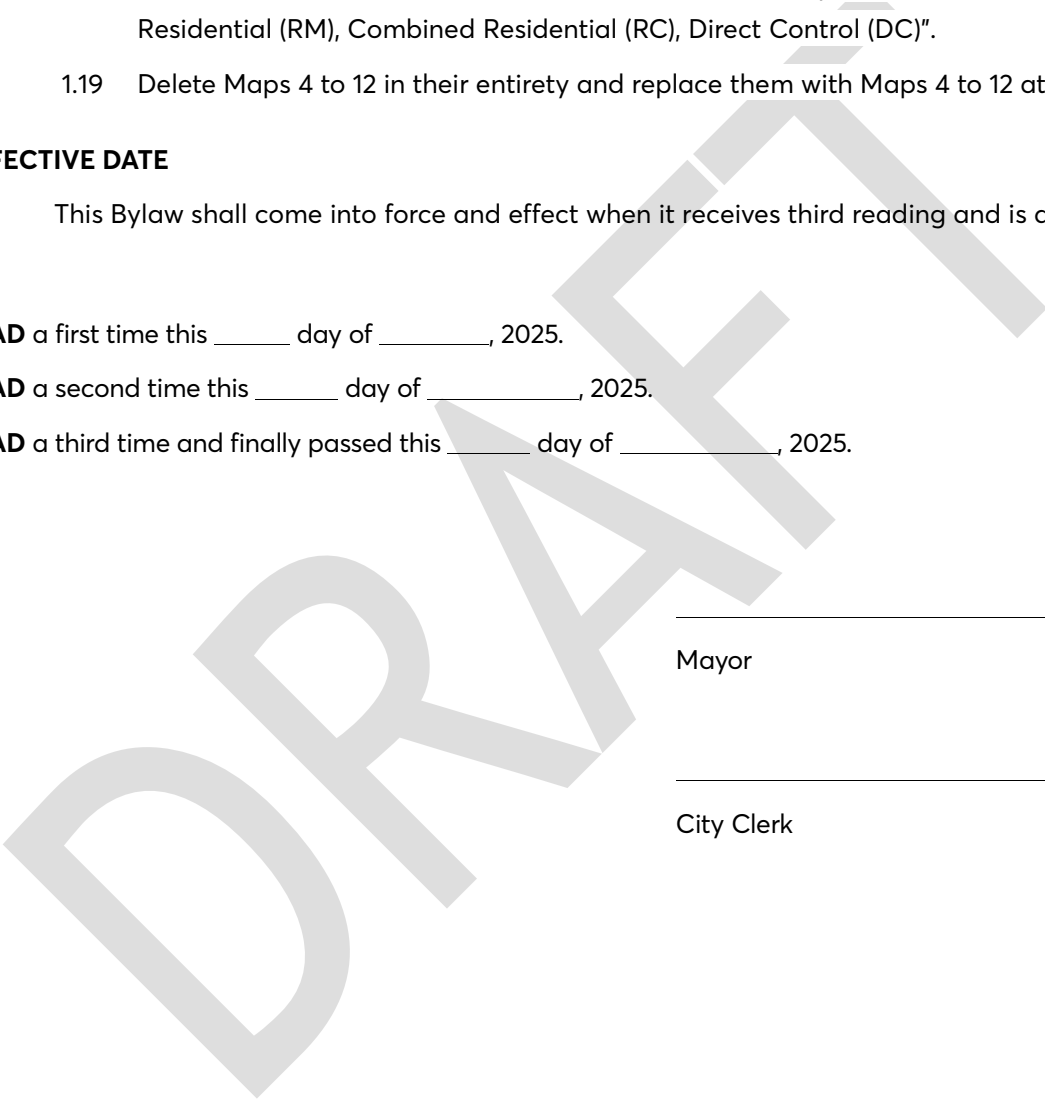 Residential (RM), Combined Residential (RC), Direct Control (DC)”.
1.19 Delete Maps 4 to 12 in their entirety and replace them with Maps 4 to 12 at
FECTIVE DATE
This Bylaw shall come into force and effect when it receives third reading and is
AD a first time this ______ day of ________, 2025.
AD a second time this ______ day of ___________, 2025.
AD a third time and finally passed this ______ day of ___________, 2025.
Mayor
City Clerk
DRAFT